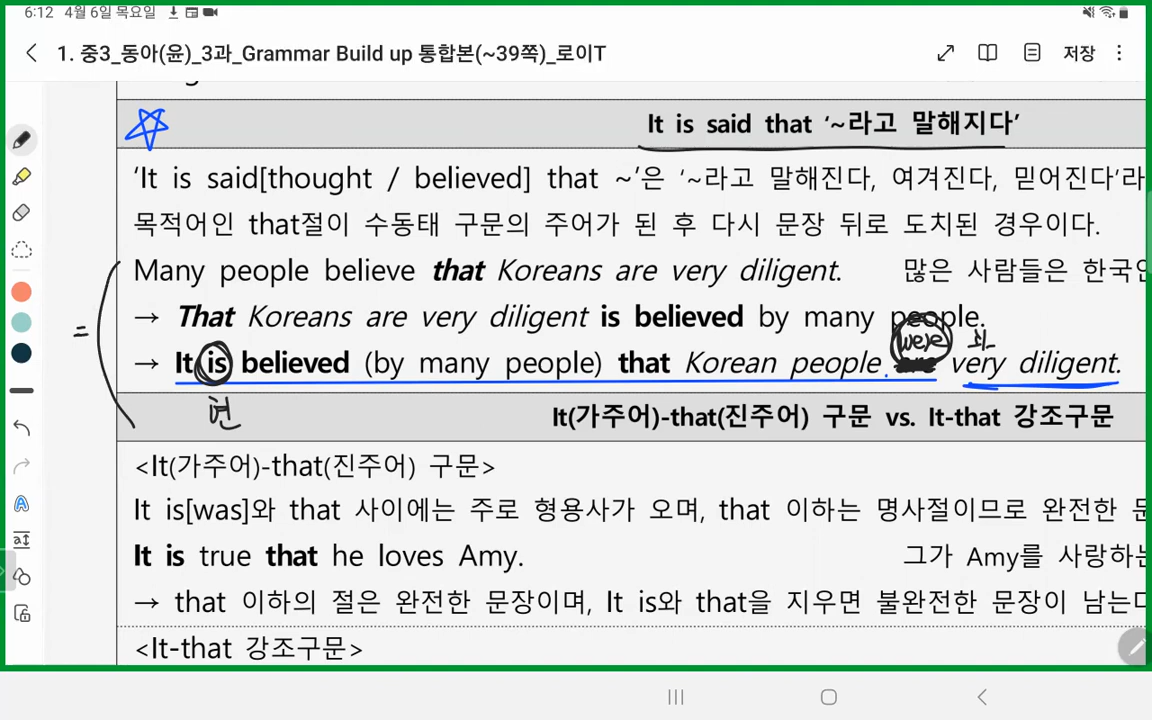 6:12 4월 6일 목요일
1. 중3_동아(윤)_3과_Grammar Build up 통합본(~39쪽)_로이T 저장
It is said that ‘~라고 말해지다’
‘It is said[thought / believed] that ~’은 ‘~라고 말해진다, 여겨진다, 믿어진다’라
목적어인 that절이 수동태 구문의 주어가 된 후 다시 문장 뒤로 도치된 경우이다.
Many people believe that Koreans are very diligent. 많은 사람들은 한국인
= → That Koreans are very diligent is believed by many people.
were 과
→ It is believed (by many people) that Korean people very diligent.
현
It(가주어)-that(진주어) 구문 vs. It-that 강조구문
<It(가주어)-that(진주어) 구문>
It is[was]와 that 사이에는 주로 형용사가 오며, that 이하는 명사절이므로 완전한 문
It is true that he loves Amy. 그가 Amy를 사랑하는
→ that 이하의 절은 완전한 문장이며, It is와 that을 지우면 불완전한 문장이 남는다
<It-that 강조구문>